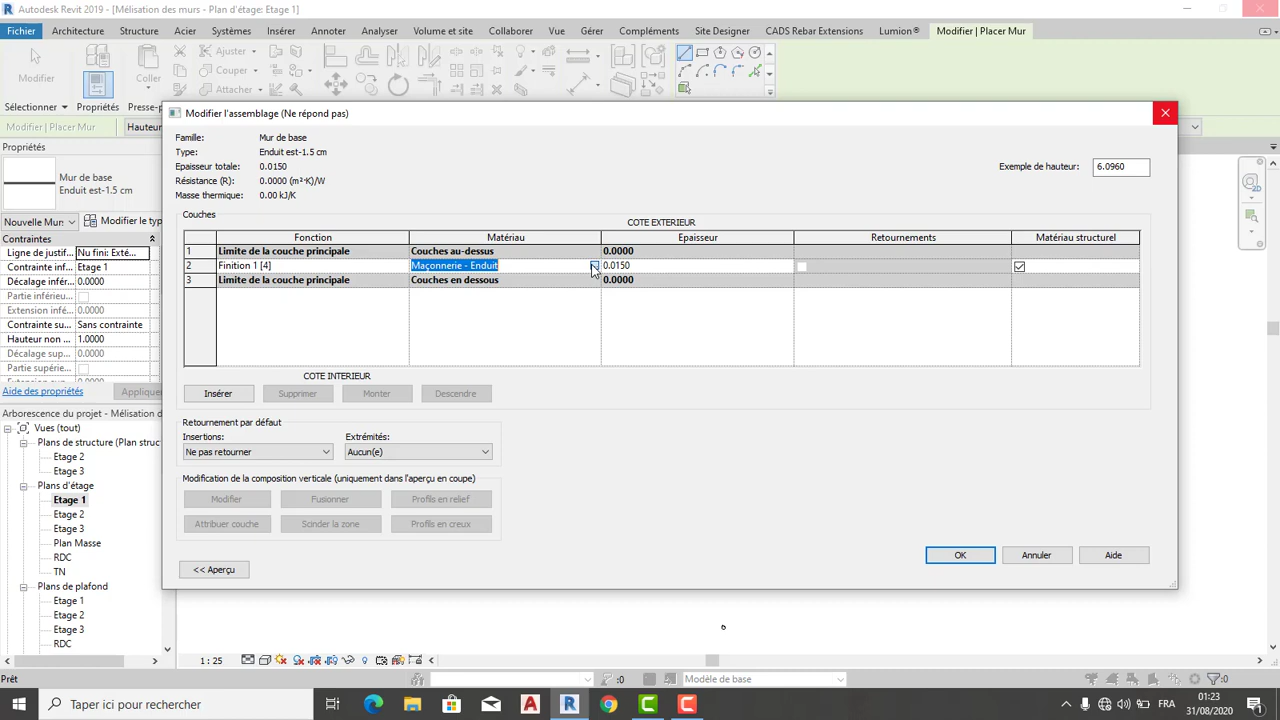 Autodesk Revit 2019 - Mélisation des murs - Plan d'étage: Etage 1
Fichier Architecture Structure Acier Systèmes Insérer Annoter Analyser Volume et site Collaborer Vue Gérer Compléments Site Designer CADS Rebar Extensions Lumion® Modifier | Placer Mur
Modifier Coller Ajuster Couper Attacher
Sélectionner Propriétés Presse-p
Modifier | Placer Mur Hauteur
Modifier l'assemblage (Ne répond pas)
Famille: Mur de base
Type: Enduit est-1.5 cm
Epaisseur totale: 0.0150 Exemple de hauteur: 6.0960
Résistance (R): 0.0000 (m²·K)/W
Masse thermique: 0.00 kJ/K
Couches
COTE EXTERIEUR
Fonction Matériau Epaisseur Retournements Matériau structurel
1 Limite de la couche principale Couches au-dessus 0.0000
2 Finition 1 [4] Maçonnerie - Enduit 0.0150
3 Limite de la couche principale Couches en dessous 0.0000
COTE INTERIEUR
Insérer Supprimer Monter Descendre
Retournement par défaut
Insertions: Extrémités:
Ne pas retourner Aucun(e)
Modification de la composition verticale (uniquement dans l'aperçu en coupe)
Modifier Fusionner Profils en relief
Attribuer couche Scinder la zone Profils en creux
OK Annuler Aide
<< Aperçu
Propriétés
Mur de base
Enduit est-1.5 cm
Nouvelle Mur: Modifier le typ
Contraintes
Ligne de justif... Nu fini: Exté...
Contrainte inf... Etage 1
Décalage infér... 0.0000
Partie inférieu...
Extension infé... 0.0000
Contrainte su... Sans contrainte
Hauteur non ... 1.0000
Décalage sup... 0.0000
Partie supérie...
Aide des propriétés Appliquer
Arborescence du projet - Mélisation d
Vues (tout)
Plans de structure (Plan struc
Etage 2
Etage 3
Plans d'étage
Etage 1
Etage 2
Etage 3
Plan Masse
RDC
TN
Plans de plafond
Etage 1
Etage 2
Etage 3
RDC
1 : 25
Prêt :0 Modèle de base :0
Taper ici pour rechercher FRA 01:23
31/08/2020